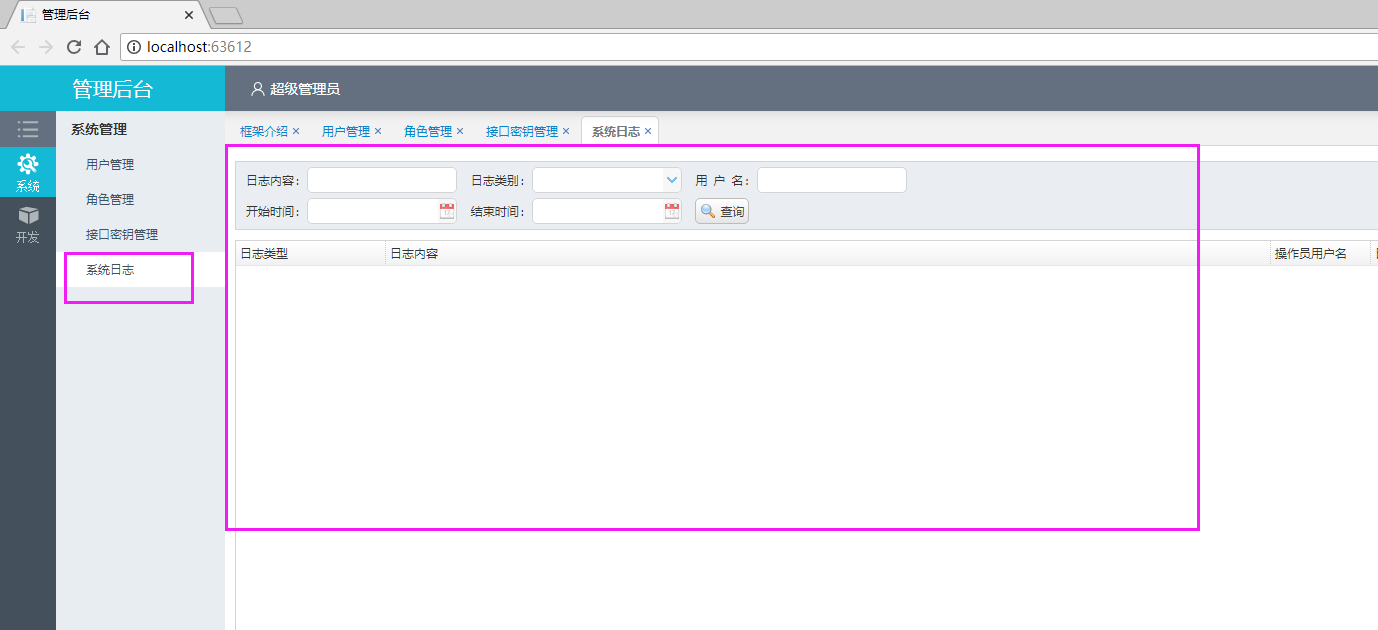 管理后台
localhost:63612
管理后台
超级管理员
系统管理
用户管理
角色管理
接口密钥管理
系统日志
系统
开发
框架介绍 × 用户管理 × 角色管理 × 接口密钥管理 × 系统日志 ×
日志内容: 日志类别: 用 户 名:
开始时间: 结束时间: 查询
日志类型 日志内容 操作员用户名